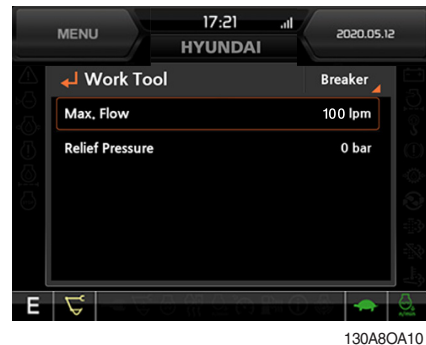 17:21
MENU
HYUNDAI
2020.05.12
Work Tool
Breaker
Max. Flow
100 lpm
Relief Pressure
0 bar
E
130A8OA10